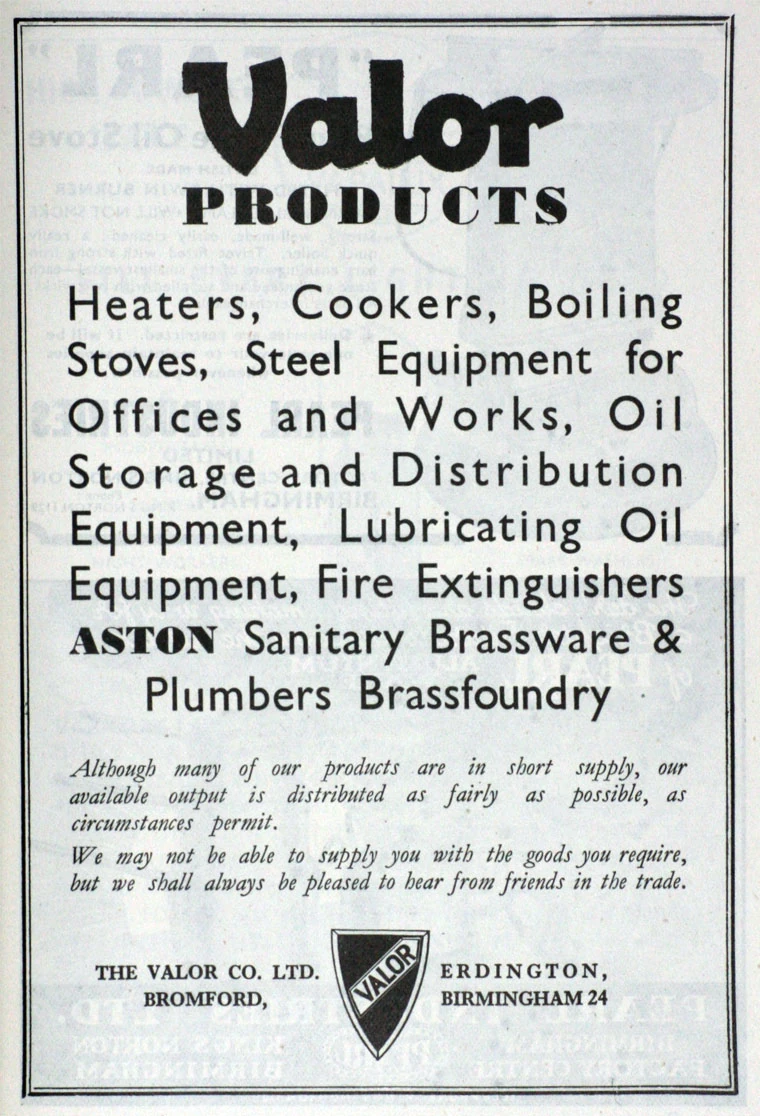 Valor
PRODUCTS
Heaters, Cookers, Boiling
Stoves, Steel Equipment for
Offices and Works, Oil
Storage and Distribution
Equipment, Lubricating Oil
Equipment, Fire Extinguishers
ASTON Sanitary Brassware &
Plumbers Brassfoundry
Although many of our products are in short supply, our
available output is distributed as fairly as possible, as
circumstances permit.
We may not be able to supply you with the goods you require,
but we shall always be pleased to hear from friends in the trade.
THE VALOR CO. LTD.
BROMFORD,
VALOR
ERDINGTON,
BIRMINGHAM 24